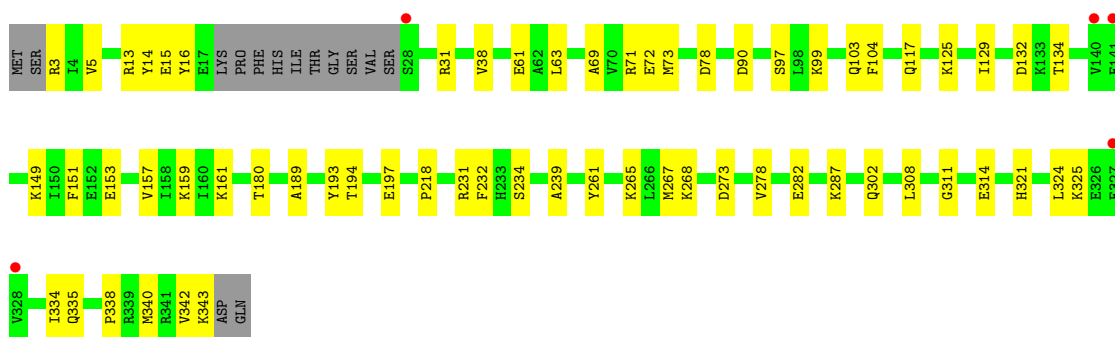 MET SER R3 I4 V5 R13 Y14 E15 Y16 E17 LYS PRO PHE HIS ILE THR GLY SER VAL SER S28 R31 V38 E61 A62 L63 A69 V70 R71 E72 M73 D78 D90 S97 L98 K99 Q103 F104 Q117 K125 I129 D132 K133 T134 V140 E141
K149 I150 F151 E152 E153 V157 I158 K159 I160 K161 T180 A189 Y193 T194 E197 P218 R231 F232 H233 S234 A239 Y261 K265 L266 M267 K268 D273 V278 E282 K287 Q302 L308 G311 E314 H321 L324 K325 E326 E327
V328 I334 Q335 P338 R339 M340 R341 V342 K343 ASP GLN